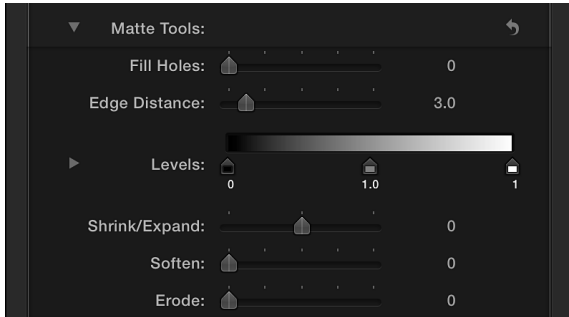 Matte Tools:
Fill Holes: 0
Edge Distance: 3.0
Levels:
0 1.0 1
Shrink/Expand: 0
Soften: 0
Erode: 0